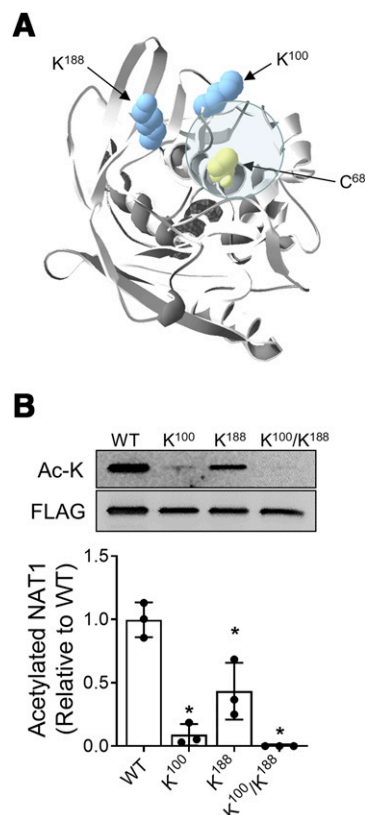 A
K¹⁸⁸
K¹⁰⁰
C⁶⁸
B
WT K¹⁰⁰ K¹⁸⁸ K¹⁰⁰/K¹⁸⁸
Ac-K
FLAG
Acetylated NAT1
(Relative to WT)
1.5
1.0
0.5
0.0
*
*
*
WT
K¹⁰⁰
K¹⁸⁸
K¹⁰⁰/K¹⁸⁸